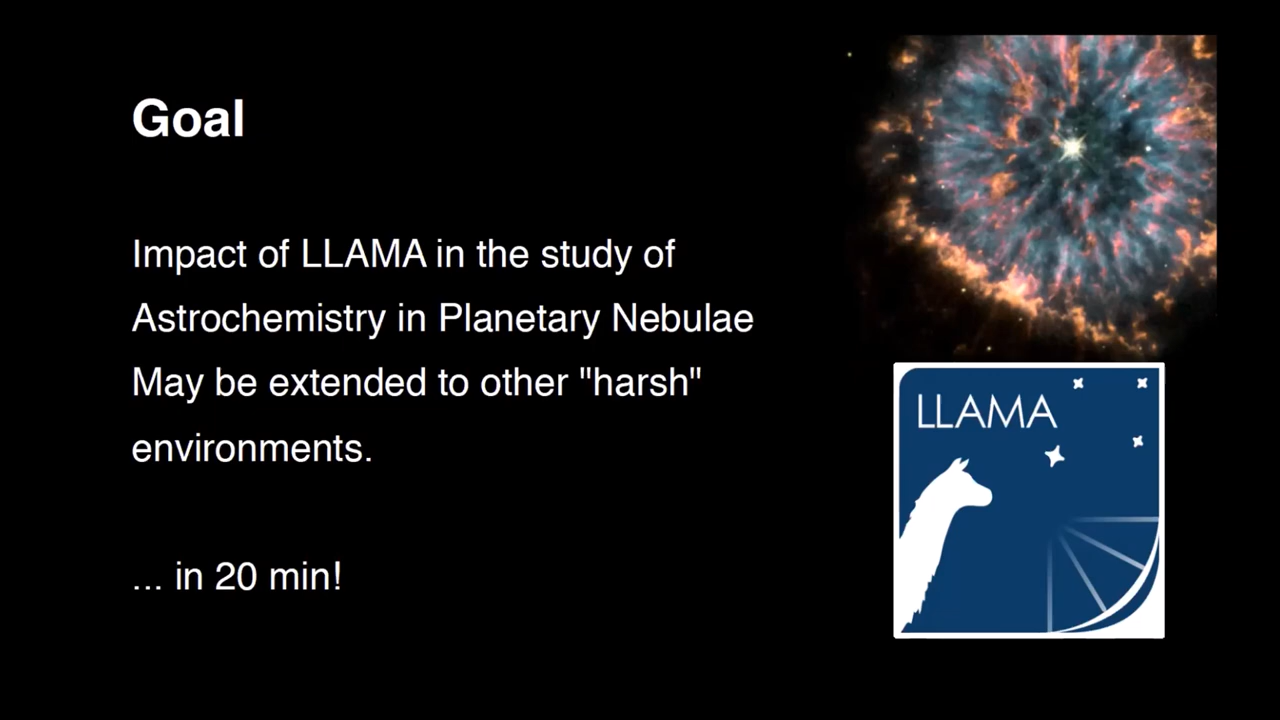 Goal
Impact of LLAMA in the study of
Astrochemistry in Planetary Nebulae
May be extended to other "harsh"
environments.
... in 20 min!
LLAMA